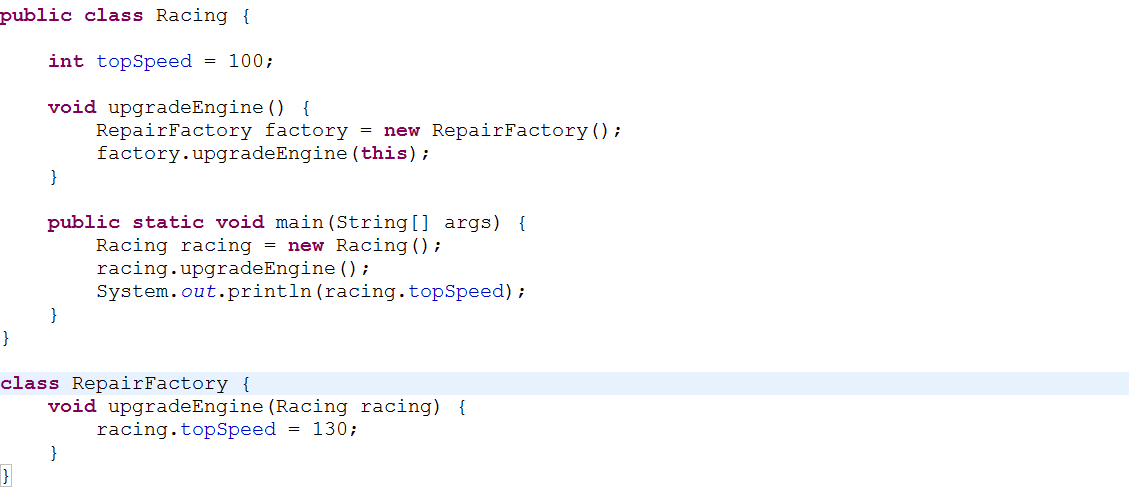 public class Racing {
int topSpeed = 100;
void upgradeEngine() {
RepairFactory factory = new RepairFactory();
factory.upgradeEngine(this);
}
public static void main(String[] args) {
Racing racing = new Racing();
racing.upgradeEngine();
System.out.println(racing.topSpeed);
}
}
class RepairFactory {
void upgradeEngine(Racing racing) {
racing.topSpeed = 130;
}
}